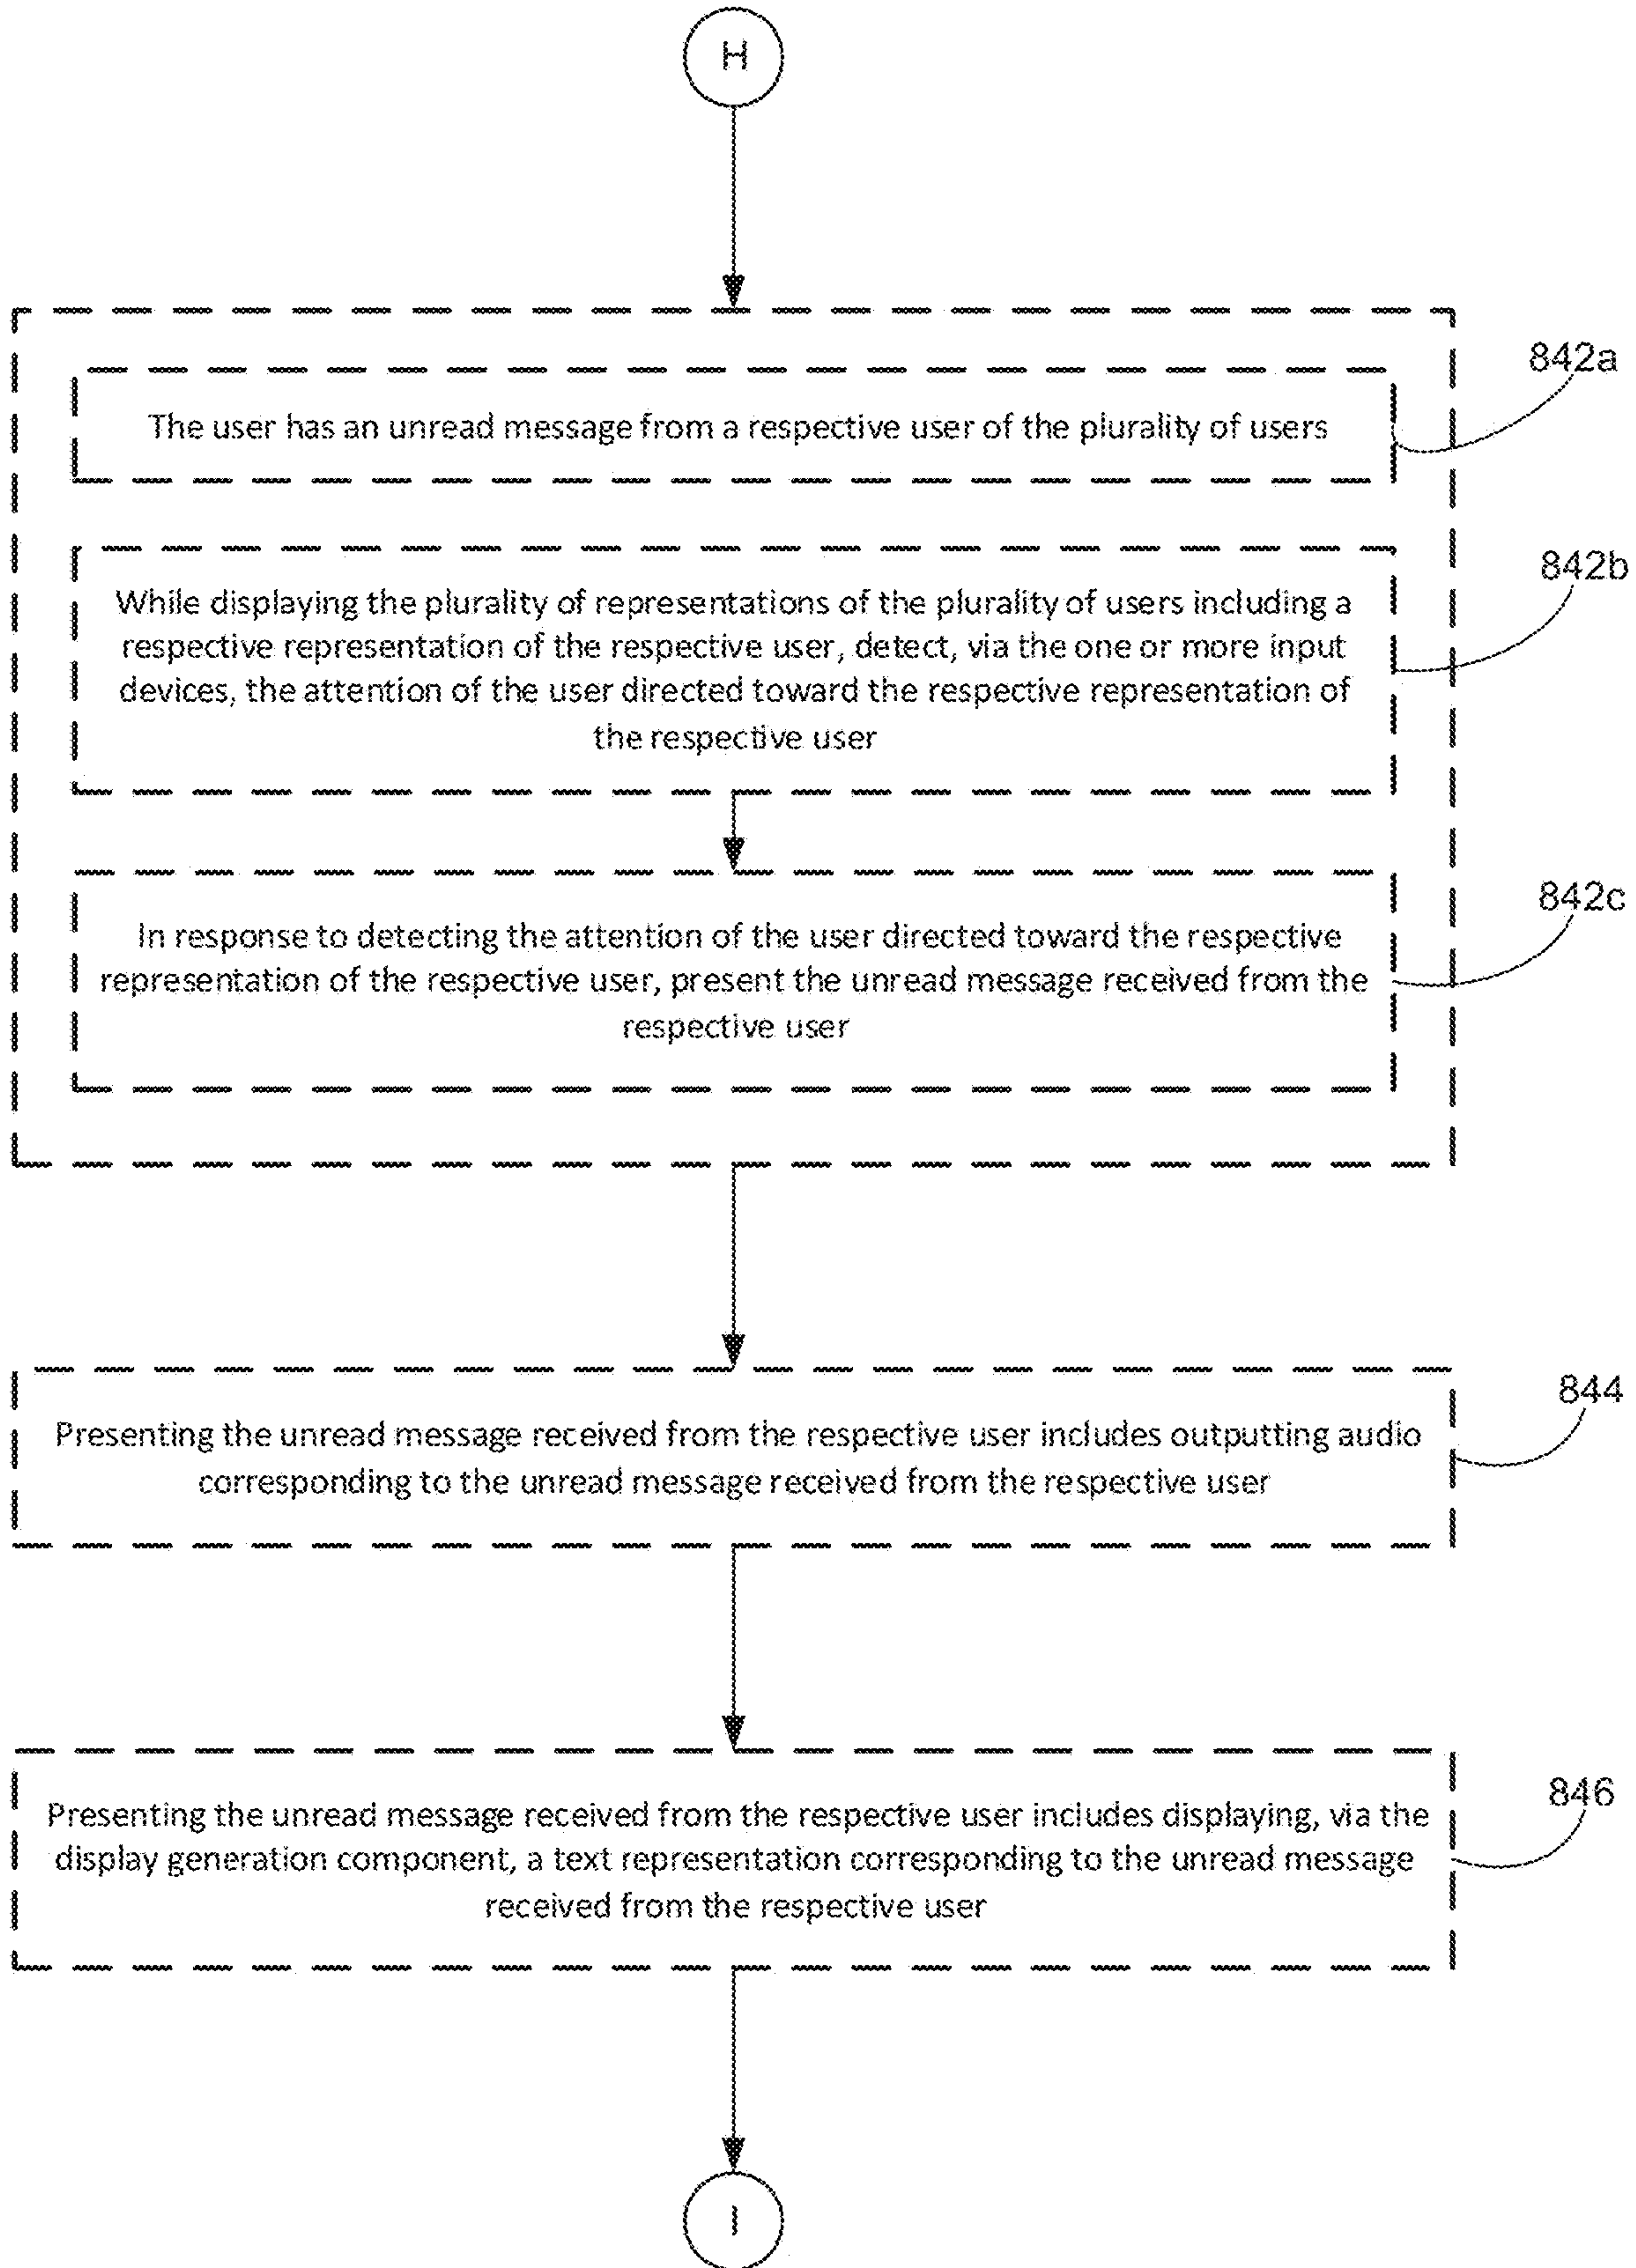 H
842a
The user has an unread message from a respective user of the plurality of users
842b
While displaying the plurality of representations of the plurality of users including a
respective representation of the respective user, detect, via the one or more input
devices, the attention of the user directed toward the respective representation of
the respective user
842c
In response to detecting the attention of the user directed toward the respective
representation of the respective user, present the unread message received from the
respective user
844
Presenting the unread message received from the respective user includes outputting audio
corresponding to the unread message received from the respective user
846
Presenting the unread message received from the respective user includes displaying, via the
display generation component, a text representation corresponding to the unread message
received from the respective user
I